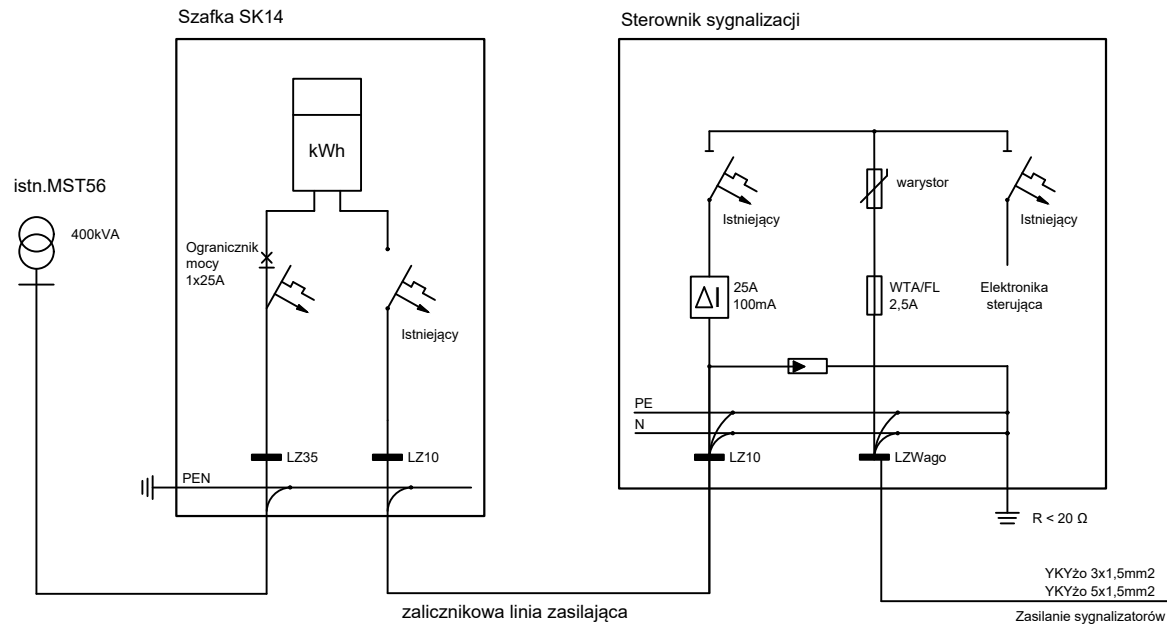 Szafka SK14
Sterownik sygnalizacji
kWh
istn.MST56
400kVA
Ogranicznik
mocy
1x25A
Istniejący
LZ35
LZ10
PEN
warystor
Istniejący
Istniejący
25A
100mA
ΔI
WTA/FL
2,5A
Elektronika
sterująca
PE
N
LZ10
LZWago
R < 20 Ω
YKYżo 3x1,5mm2
YKYżo 5x1,5mm2
Zasilanie sygnalizatorów
zalicznikowa linia zasilająca